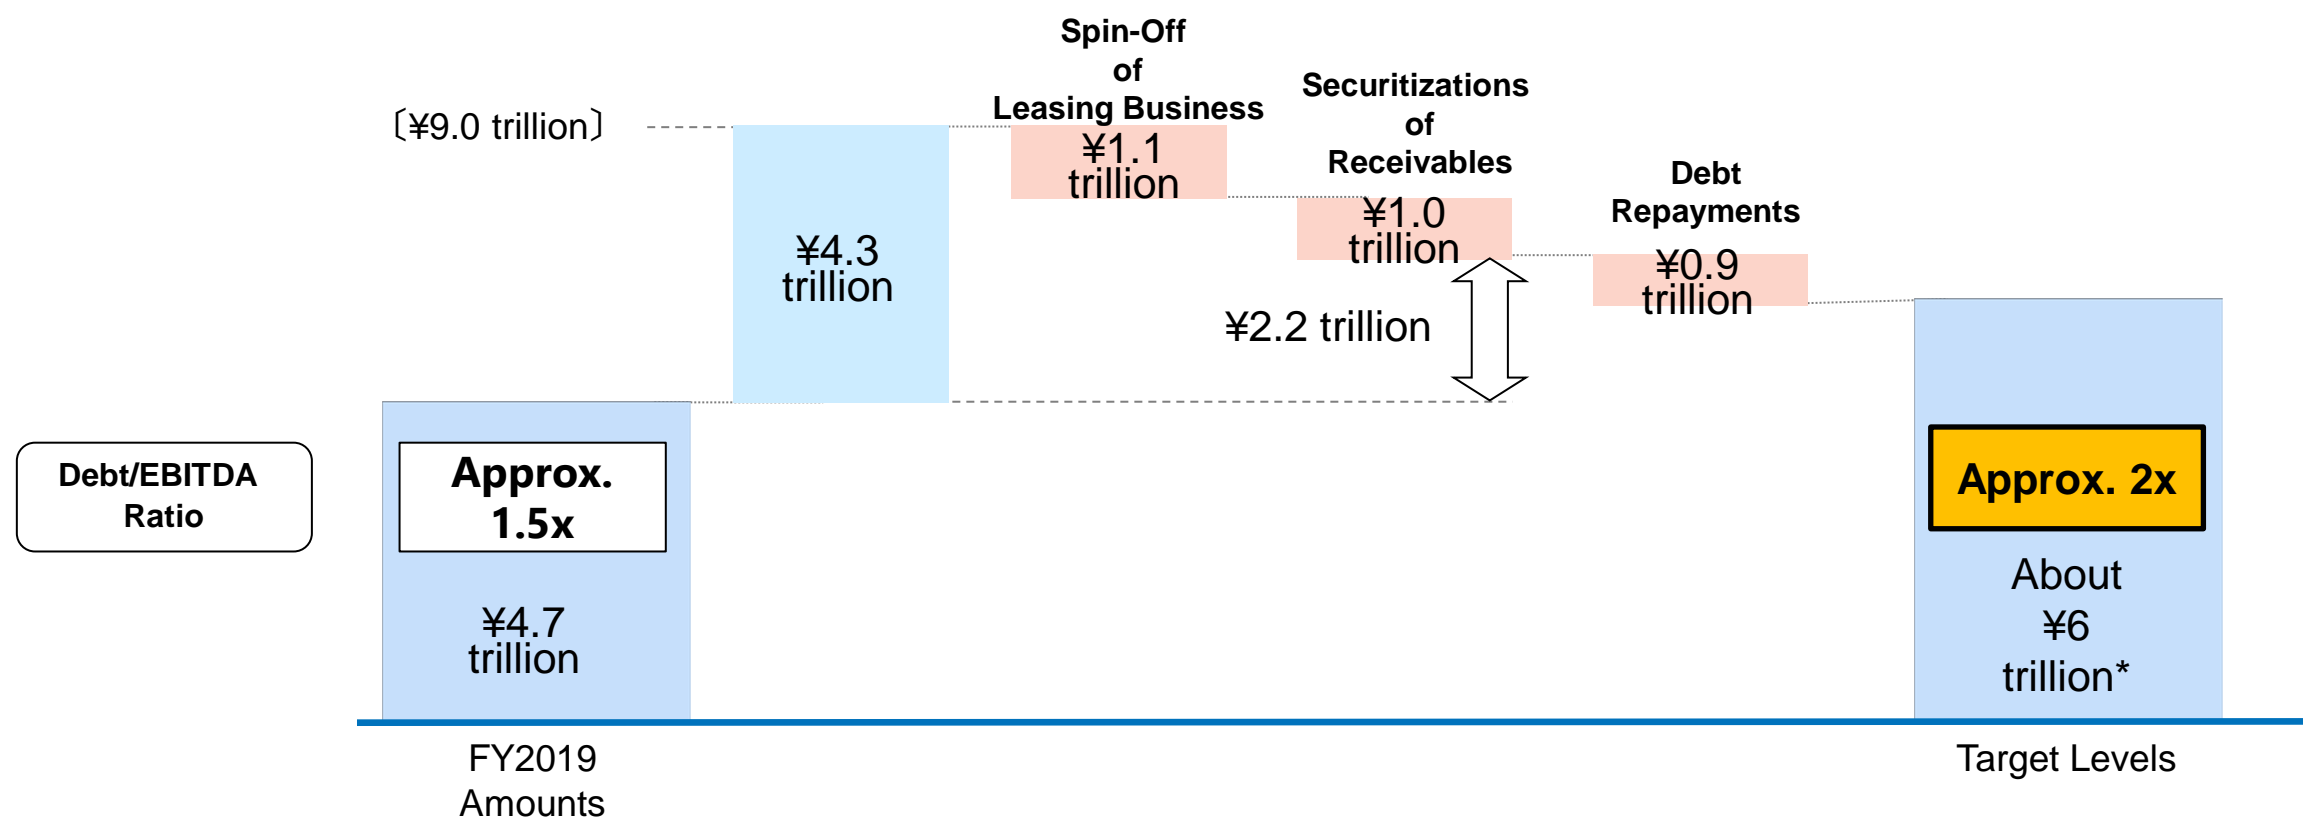 Spin-Off
of
Leasing Business
Securitizations
of
Receivables
Debt
Repayments
〔¥9.0 trillion〕
¥1.1
trillion
¥1.0
trillion
¥0.9
trillion
¥4.3
trillion
¥2.2 trillion
Debt/EBITDA
Ratio
Approx.
1.5x
Approx. 2x
¥4.7
trillion
About
¥6
trillion*
FY2019
Amounts
Target Levels